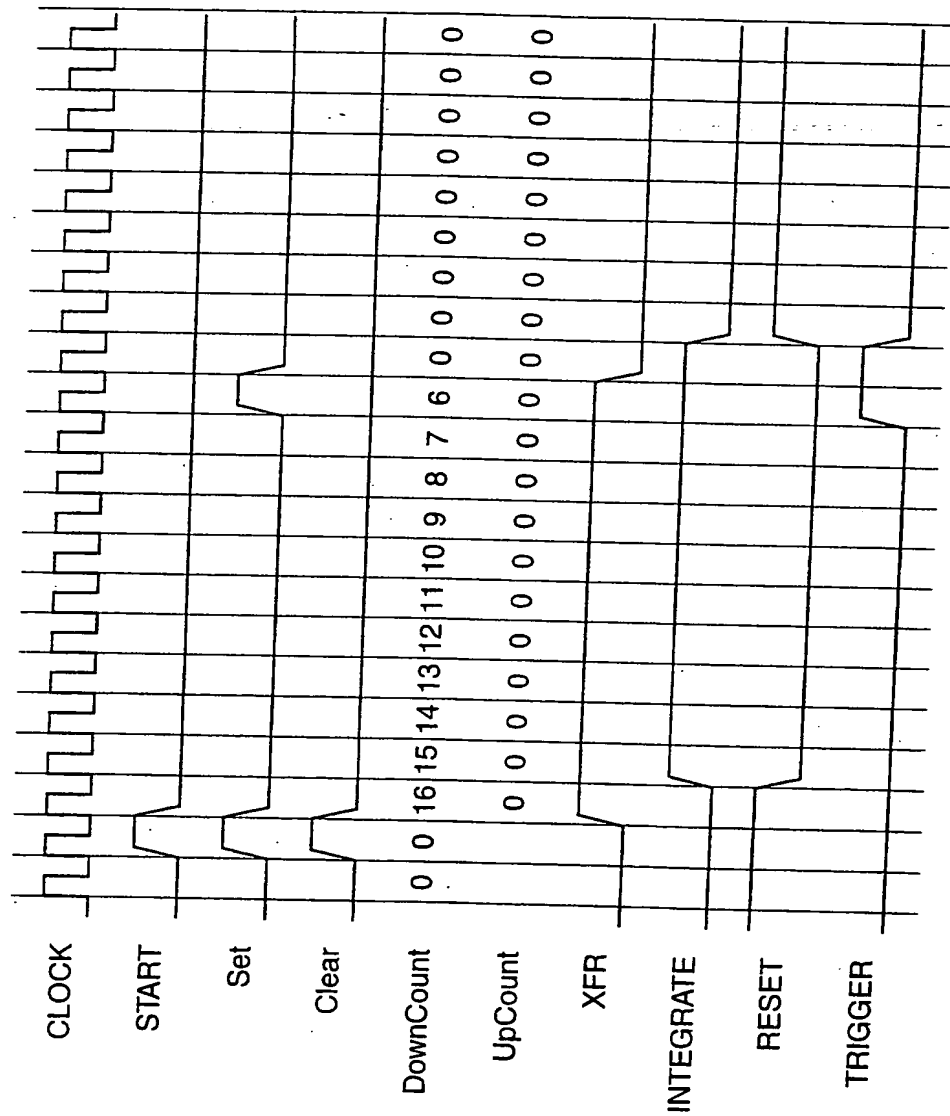 CLOCK
START
Set
Clear
DownCount 0 0 16 15 14 13 12 11 10 9 8 7 6 0 0 0 0 0 0 0 0 0
UpCount 0 0 0 0 0 0 0 0 0 0 0 0 0 0 0 0 0 0 0 0
XFR
INTEGRATE
RESET
TRIGGER